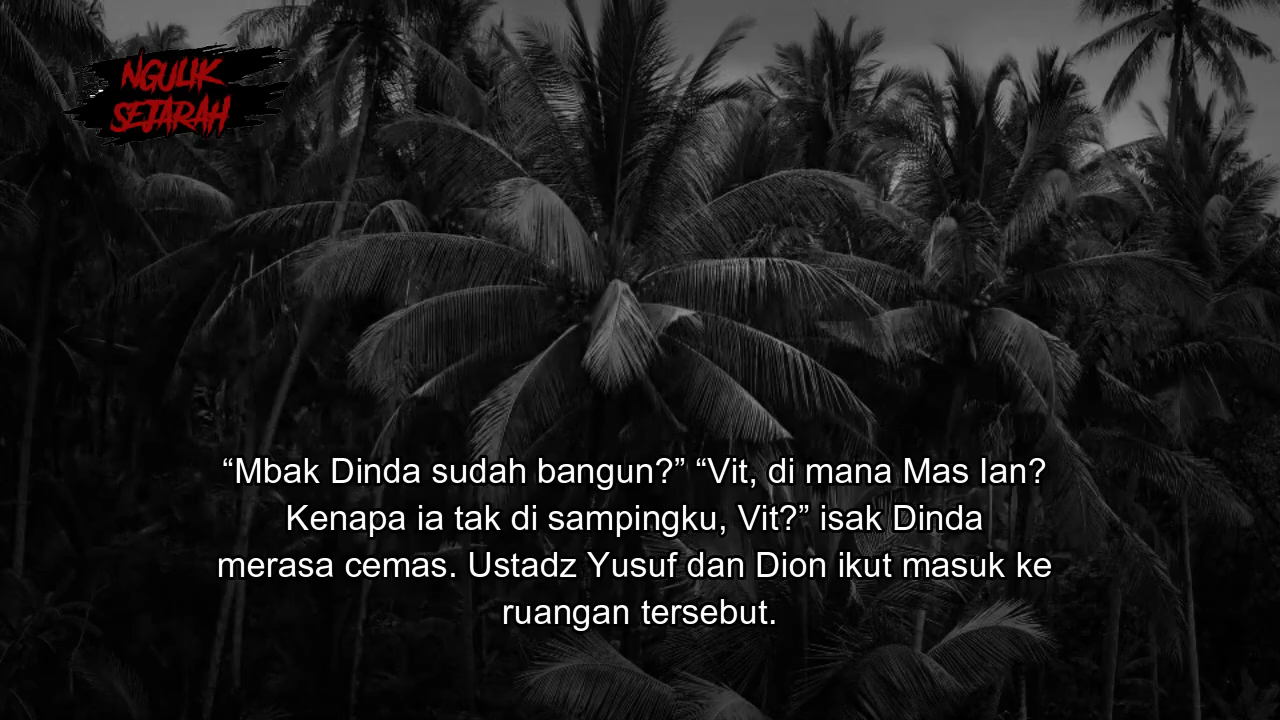 NGULIK
SEJARAH
“Mbak Dinda sudah bangun?” “Vit, di mana Mas Ian?
Kenapa ia tak di sampingku, Vit?” isak Dinda
merasa cemas. Ustadz Yusuf dan Dion ikut masuk ke
ruangan tersebut.